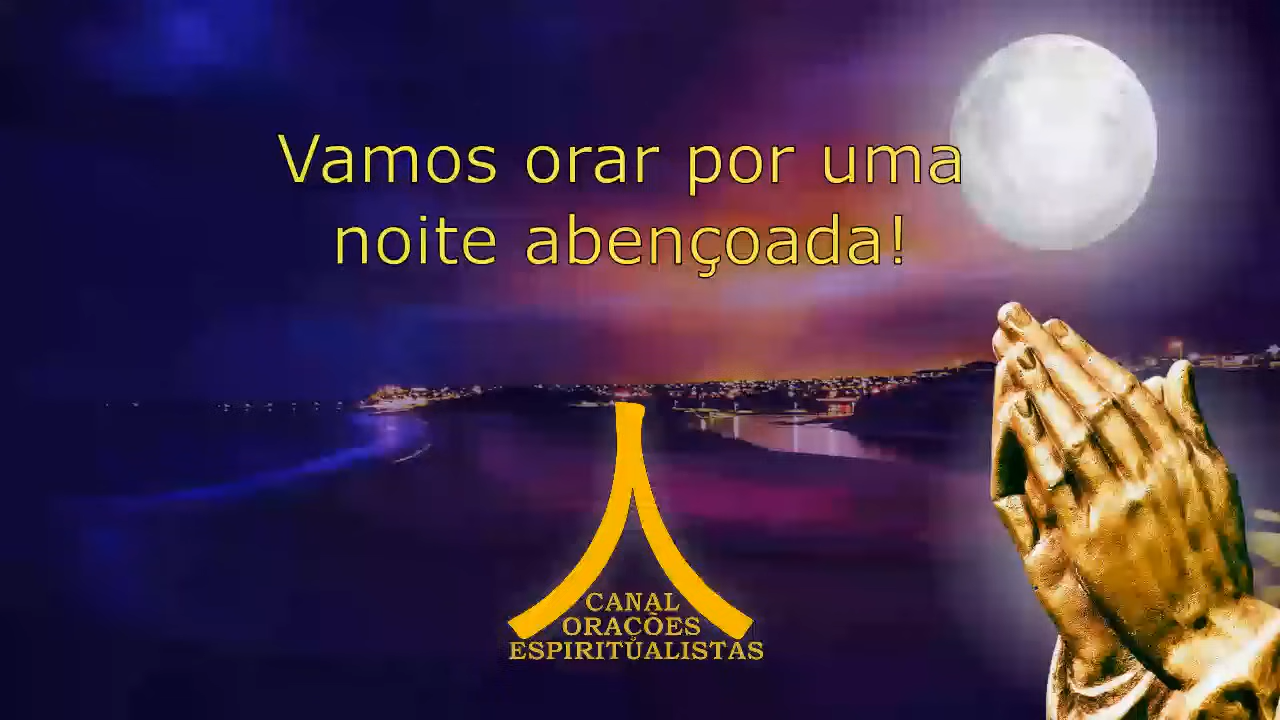 Vamos orar por uma
noite abençoada!
CANAL
ORAÇÕES
ESPIRITUALISTAS